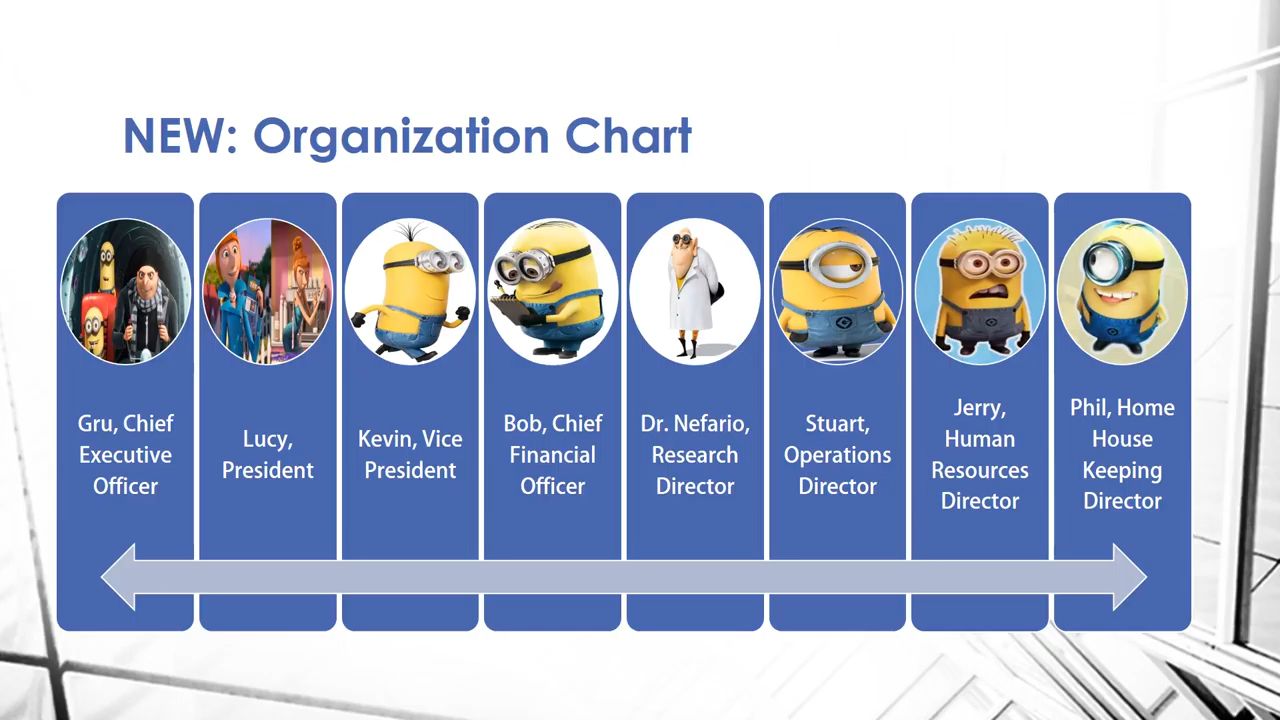 NEW: Organization Chart
Gru, Chief
Executive
Officer
Lucy,
President
Kevin, Vice
President
Bob, Chief
Financial
Officer
Dr. Nefario,
Research
Director
Stuart,
Operations
Director
Jerry,
Human
Resources
Director
Phil, Home
House
Keeping
Director